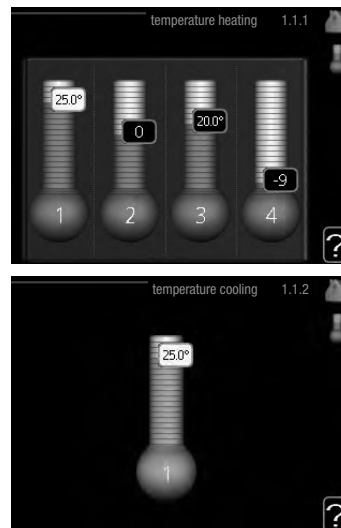 temperature heating 1.1.1
25.0°
0
20.0°
-9
1 2 3 4
?
temperature cooling 1.1.2
25.0°
1
?